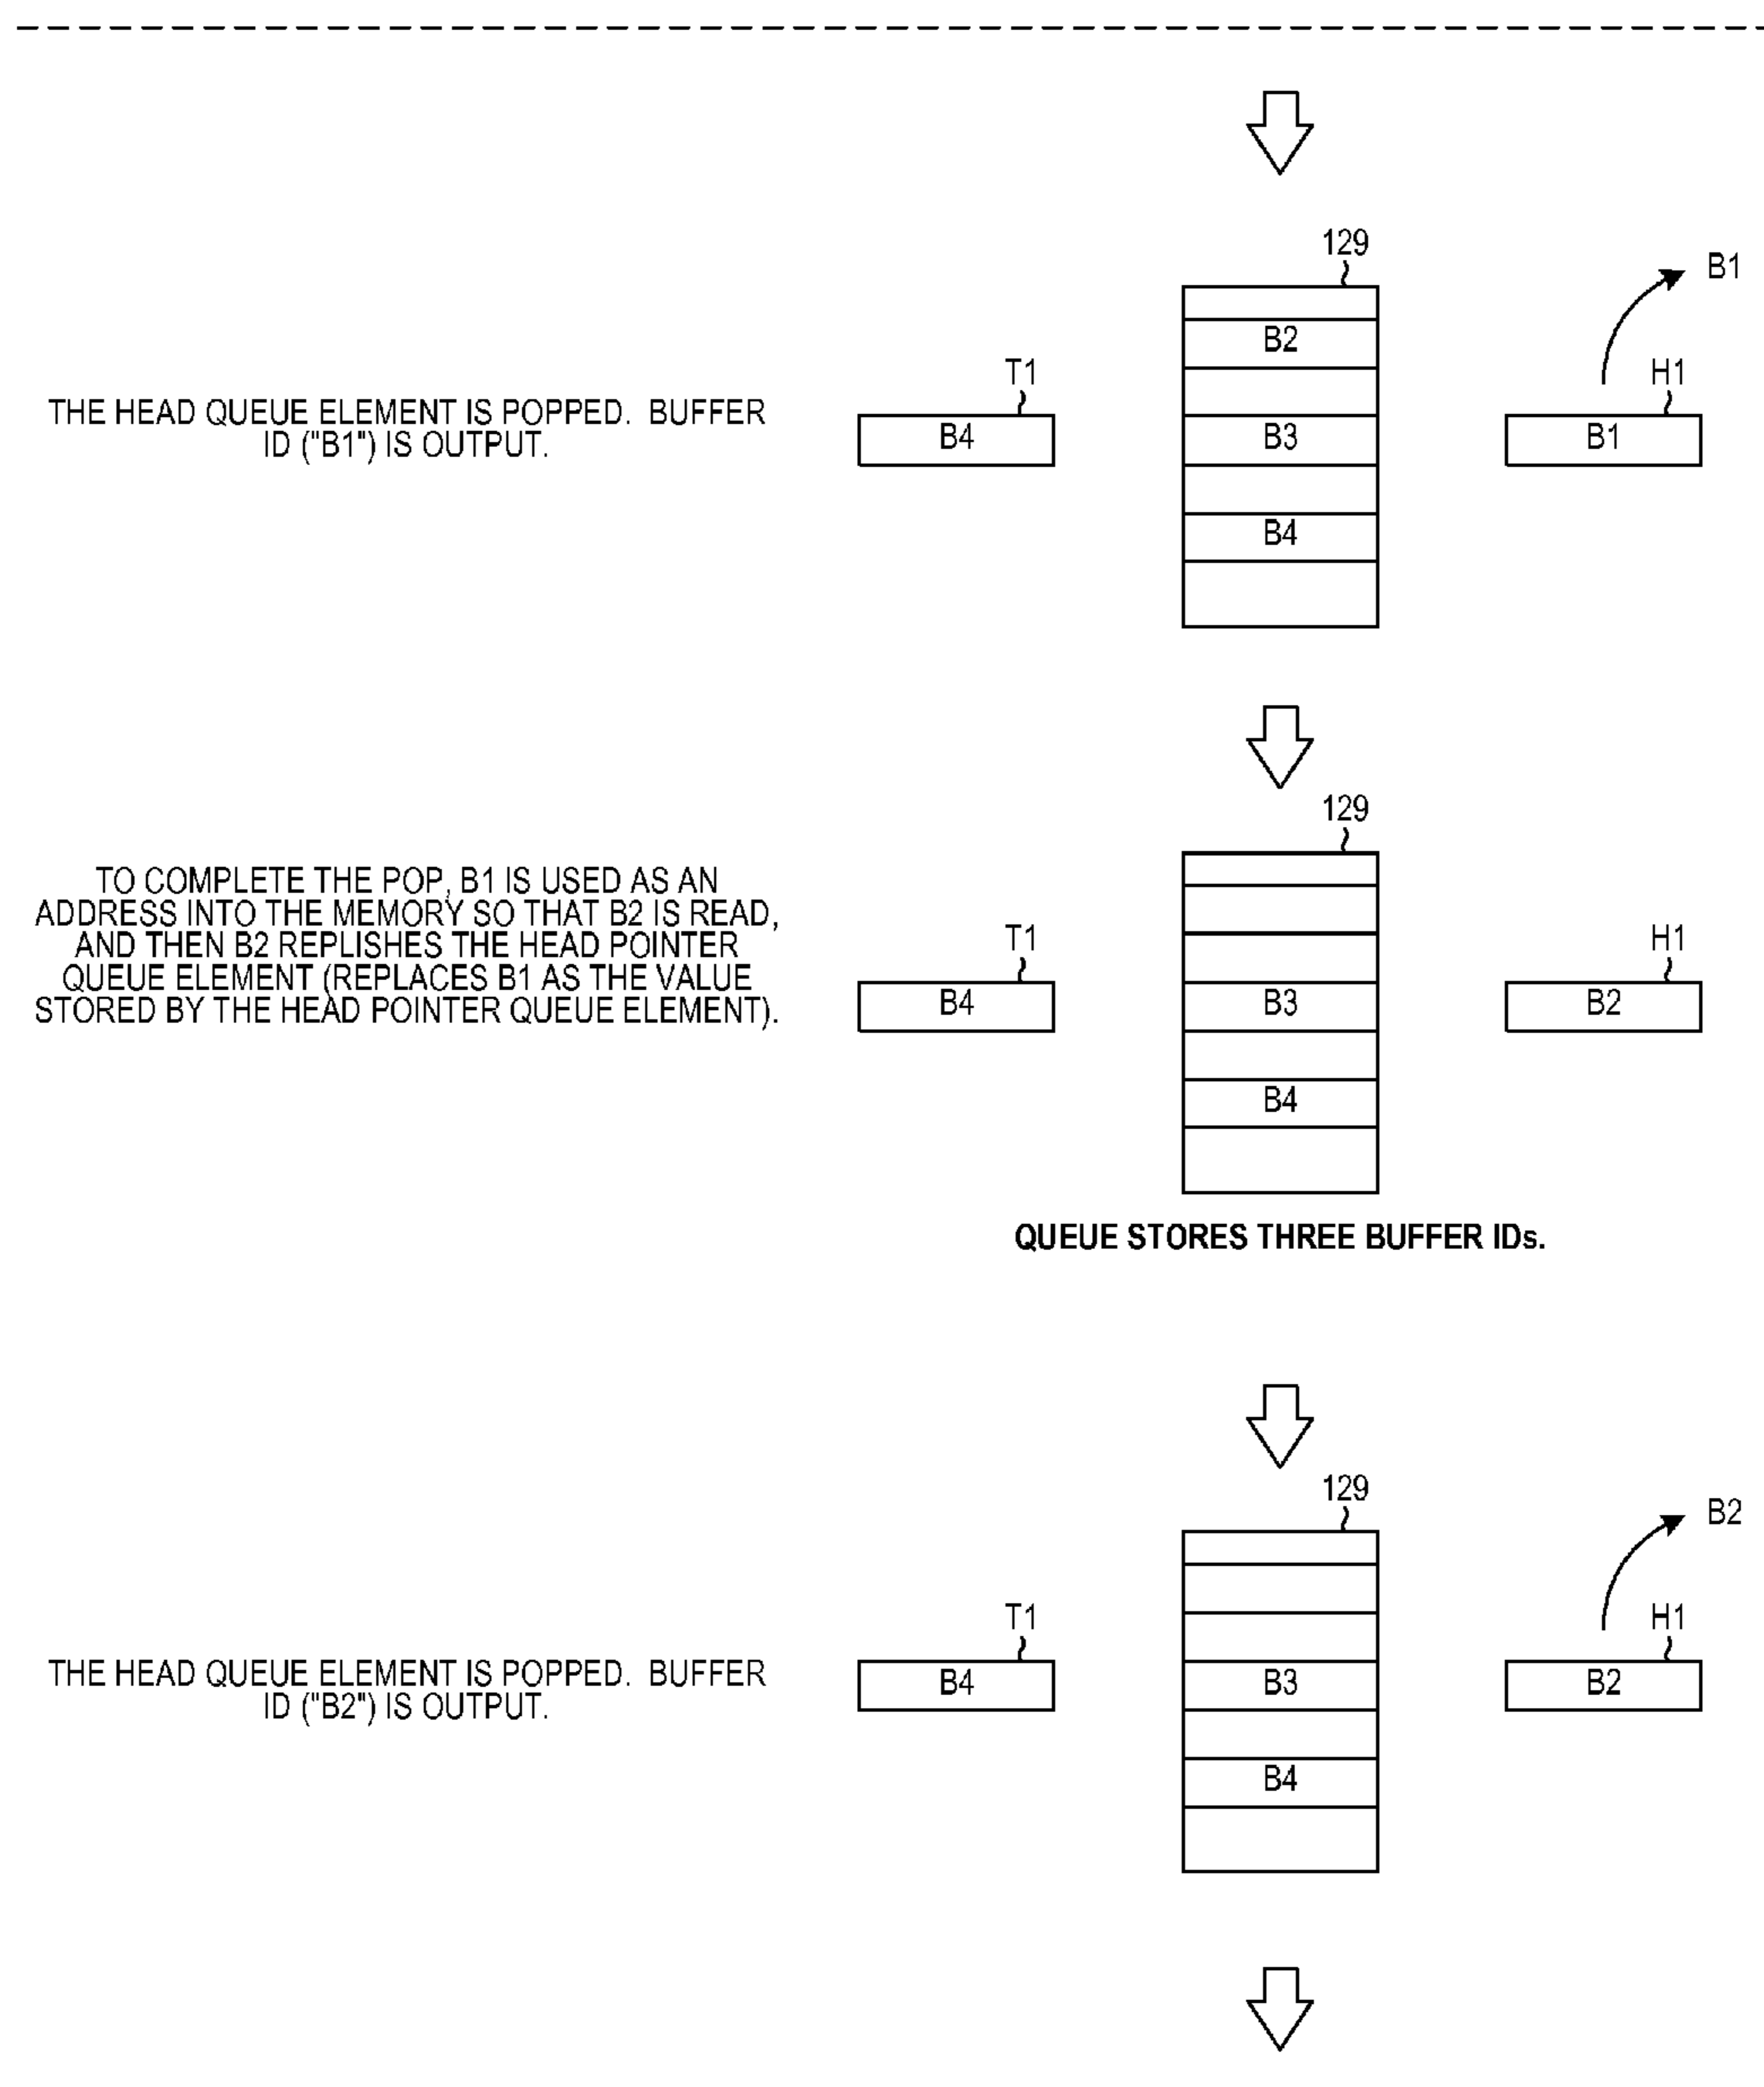 129
B1
B2
T1
H1
THE HEAD QUEUE ELEMENT IS POPPED. BUFFER
ID ("B1") IS OUTPUT.
B4
B3
B1
B4
129
TO COMPLETE THE POP, B1 IS USED AS AN
ADDRESS INTO THE MEMORY SO THAT B2 IS READ,
AND THEN B2 REPLISHES THE HEAD POINTER
QUEUE ELEMENT (REPLACES B1 AS THE VALUE
STORED BY THE HEAD POINTER QUEUE ELEMENT).
T1
H1
B4
B3
B2
B4
QUEUE STORES THREE BUFFER IDs.
129
B2
T1
H1
THE HEAD QUEUE ELEMENT IS POPPED. BUFFER
ID ("B2") IS OUTPUT.
B4
B3
B2
B4